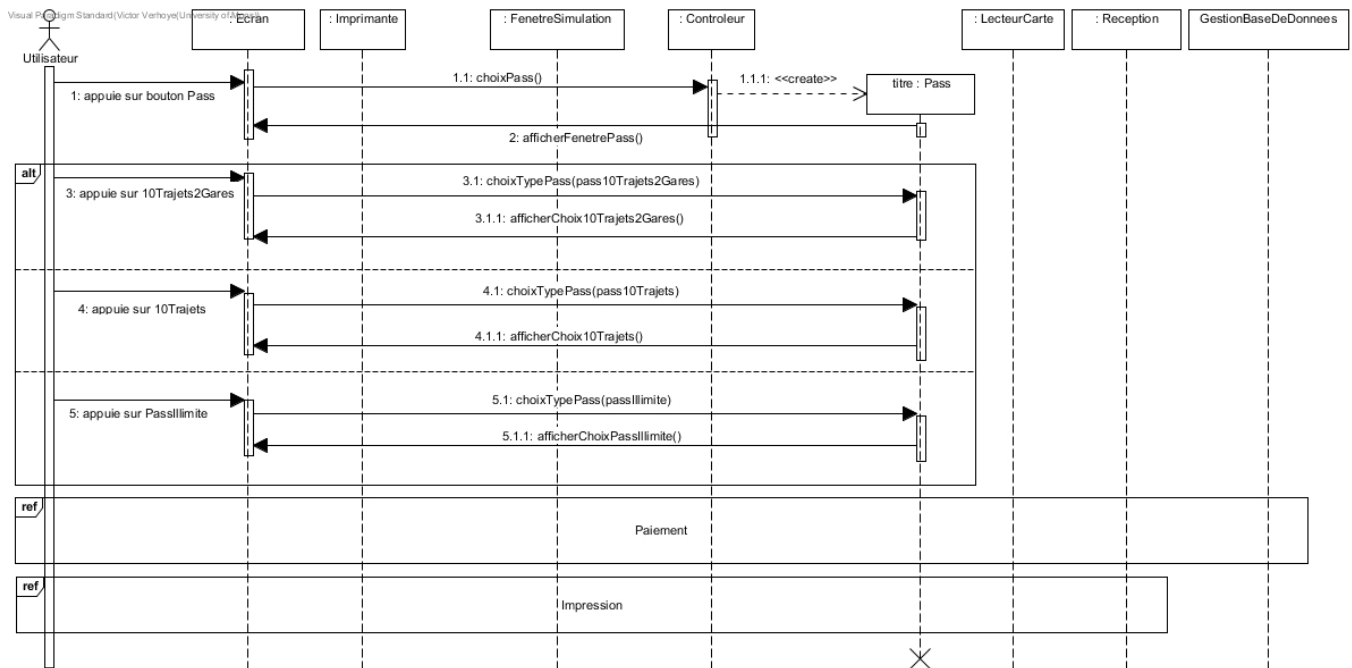 Visual Paradigm Standard(Victor Verhoye(University of Mons))
: Ecran
: Imprimante
: FenetreSimulation
: Controleur
: LecteurCarte
: Reception
GestionBaseDeDonnees
Utilisateur
1: appuie sur bouton Pass
1.1: choixPass()
1.1.1: <<create>>
titre : Pass
2: afficherFenetrePass()
alt
3: appuie sur 10Trajets2Gares
3.1: choixTypePass(pass10Trajets2Gares)
3.1.1: afficherChoix10Trajets2Gares()
4: appuie sur 10Trajets
4.1: choixTypePass(pass10Trajets)
4.1.1: afficherChoix10Trajets()
5: appuie sur PassIllimite
5.1: choixTypePass(passIllimite)
5.1.1: afficherChoixPassIllimite()
ref
Paiement
ref
Impression